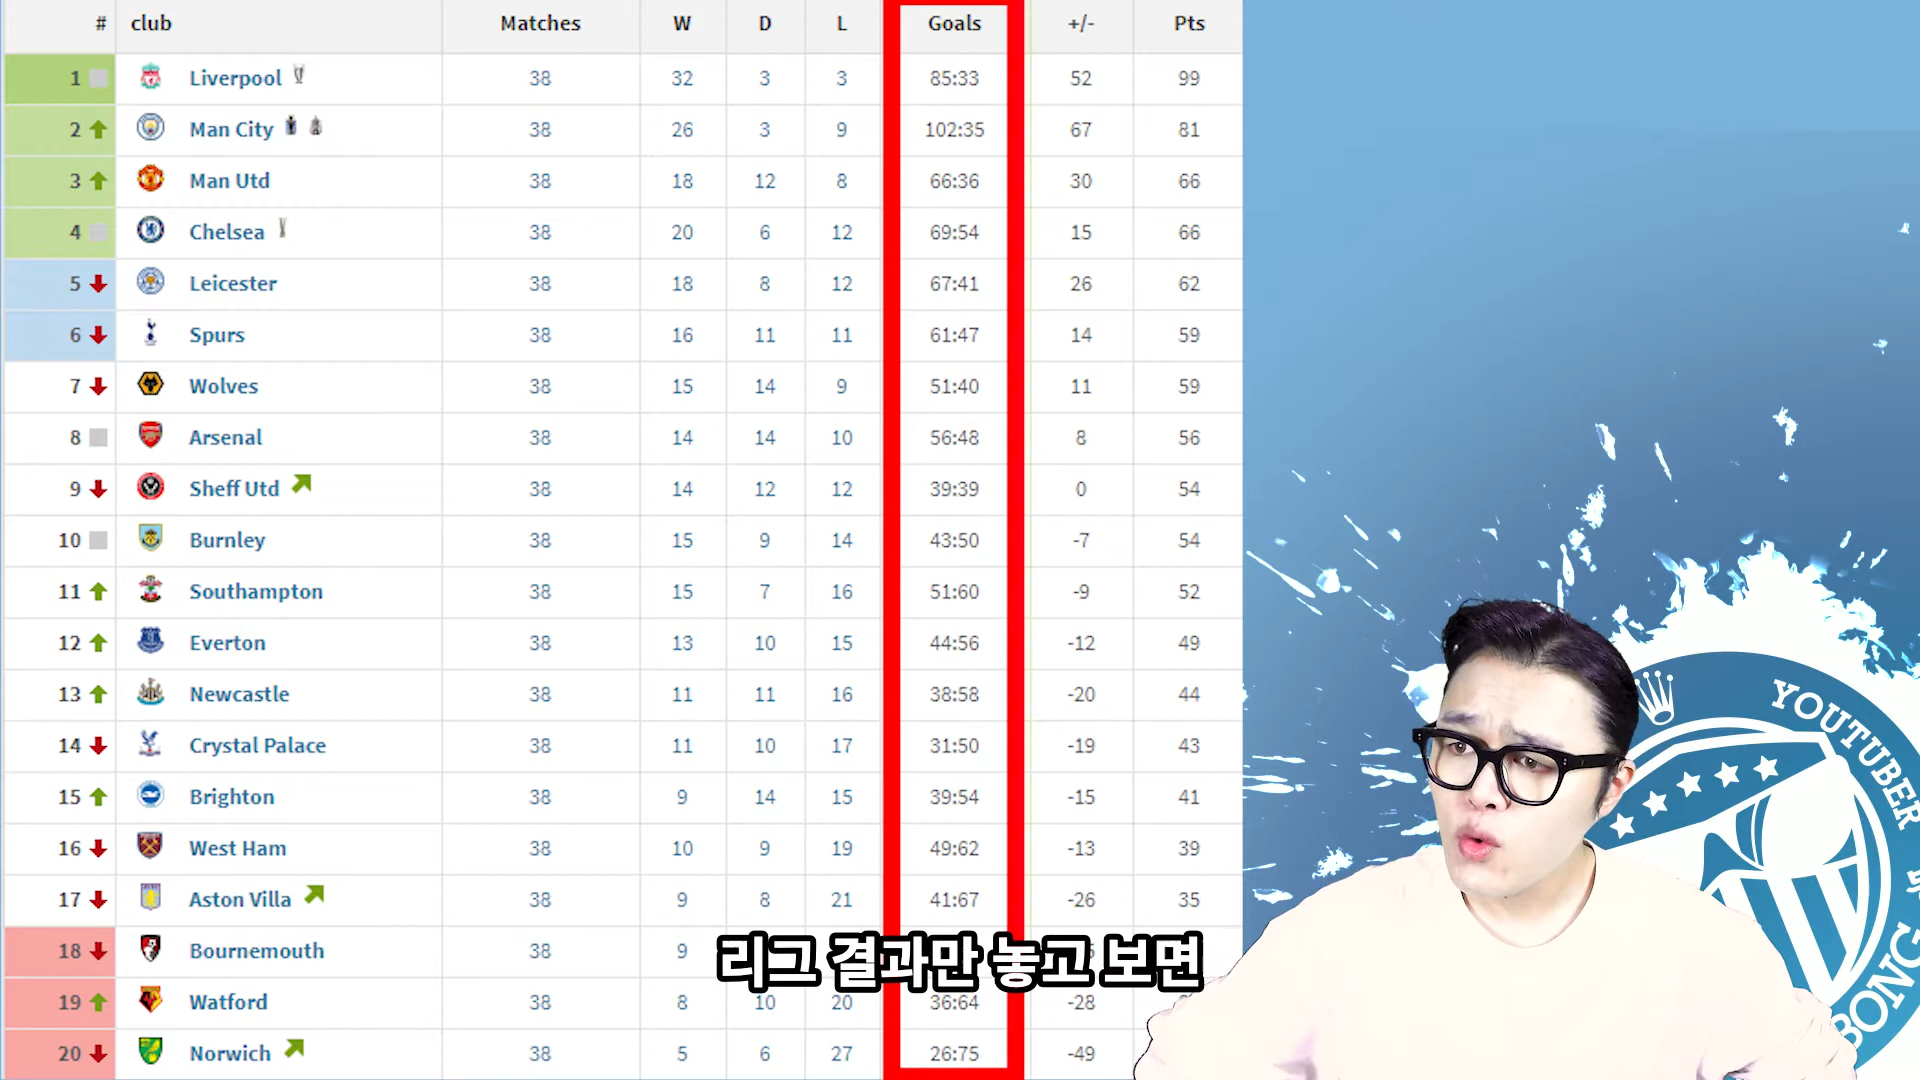 # club Matches W D L Goals +/- Pts
1 Liverpool 38 32 3 3 85:33 52 99
2 Man City 38 26 3 9 102:35 67 81
3 Man Utd 38 18 12 8 66:36 30 66
4 Chelsea 38 20 6 12 69:54 15 66
5 Leicester 38 18 8 12 67:41 26 62
6 Spurs 38 16 11 11 61:47 14 59
7 Wolves 38 15 14 9 51:40 11 59
8 Arsenal 38 14 14 10 56:48 8 56
9 Sheff Utd 38 14 12 12 39:39 0 54
10 Burnley 38 15 9 14 43:50 -7 54
11 Southampton 38 15 7 16 51:60 -9 52
12 Everton 38 13 10 15 44:56 -12 49
13 Newcastle 38 11 11 16 38:58 -20 44
14 Crystal Palace 38 11 10 17 31:50 -19 43
15 Brighton 38 9 14 15 39:54 -15 41
16 West Ham 38 10 9 19 49:62 -13 39
17 Aston Villa 38 9 8 21 41:67 -26 35
18 Bournemouth 38 9
19 Watford 38 8 10 20 36:64 -28
20 Norwich 38 5 6 27 26:75 -49
리그 결과만 놓고 보면
YOUTUBER
BONG